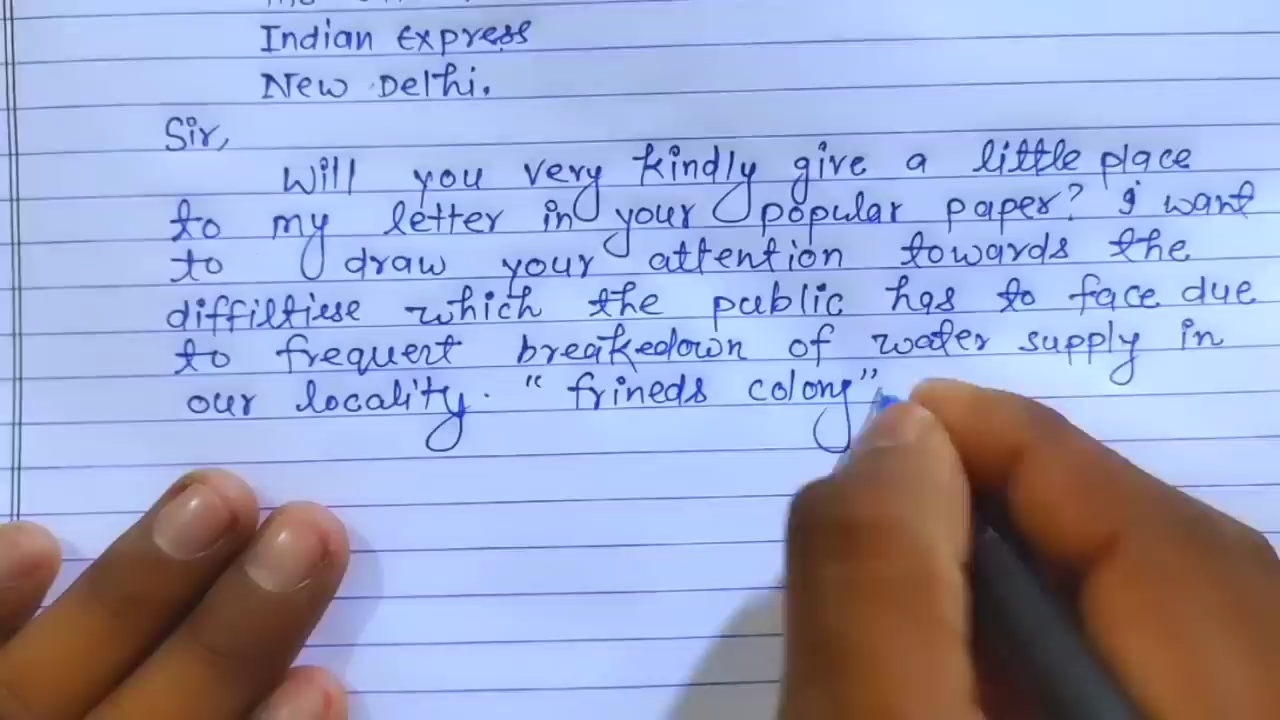 Indian Express
New Delhi.
Sir,
Will you very kindly give a little place
to my letter in your popular paper? I want
to draw your attention towards the
diffiltiese which the public has to face due
to frequert breakedown of water supply in
our locality. "frineds colony"